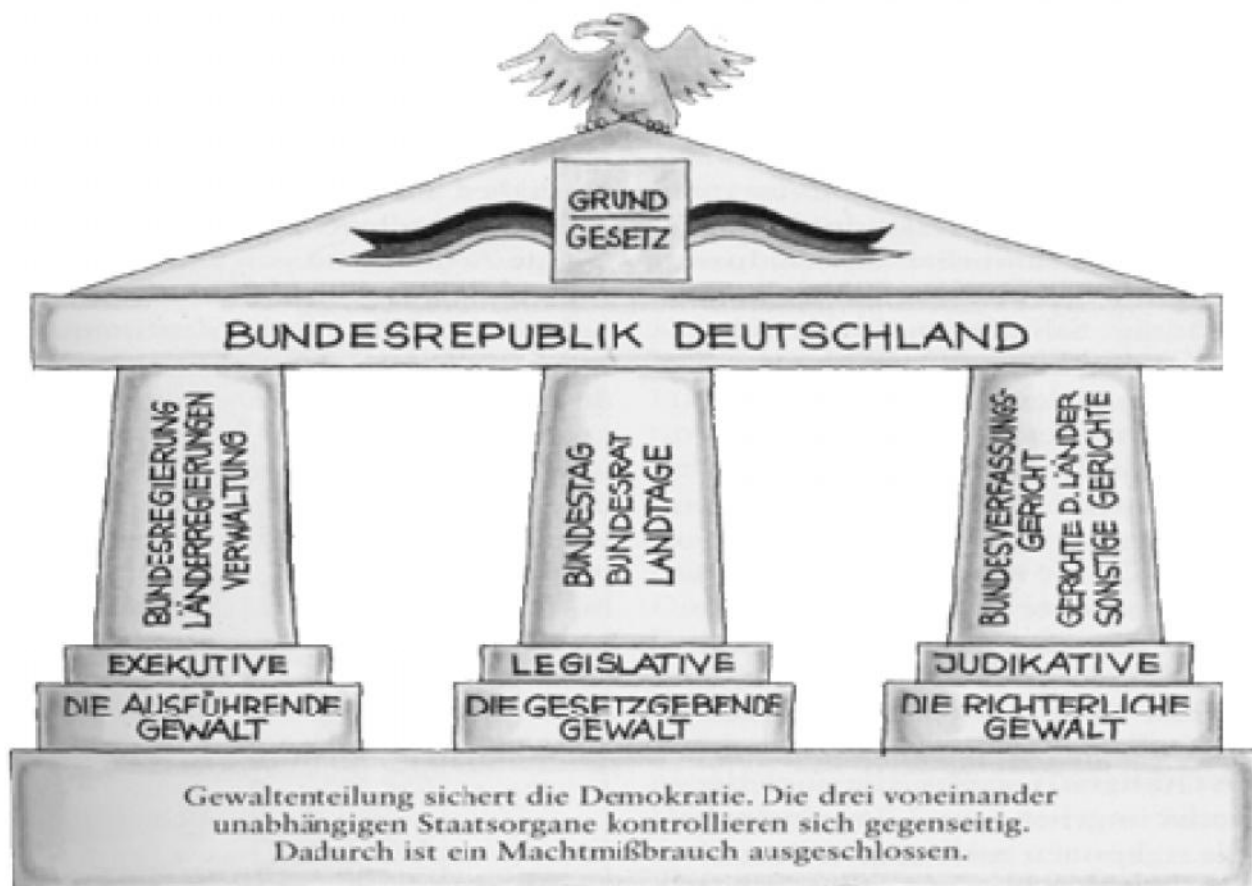 GRUND
GESETZ
BUNDESREPUBLIK DEUTSCHLAND
BUNDESREGIERUNG
LÄNDERREGIERUNGEN
VERWALTUNG
EXEKUTIVE
DIE AUSFÜHRENDE
GEWALT
BUNDESTAG
BUNDESRAT
LANDTAGE
LEGISLATIVE
DIE GESETZGEBENDE
GEWALT
BUNDESVERFASSUNGS-
GERICHT
GERICHTE D. LÄNDER
SONSTIGE GERICHTE
JUDIKATIVE
DIE RICHTERLICHE
GEWALT
Gewaltenteilung sichert die Demokratie. Die drei voneinander
unabhängigen Staatsorgane kontrollieren sich gegenseitig.
Dadurch ist ein Machtmißbrauch ausgeschlossen.